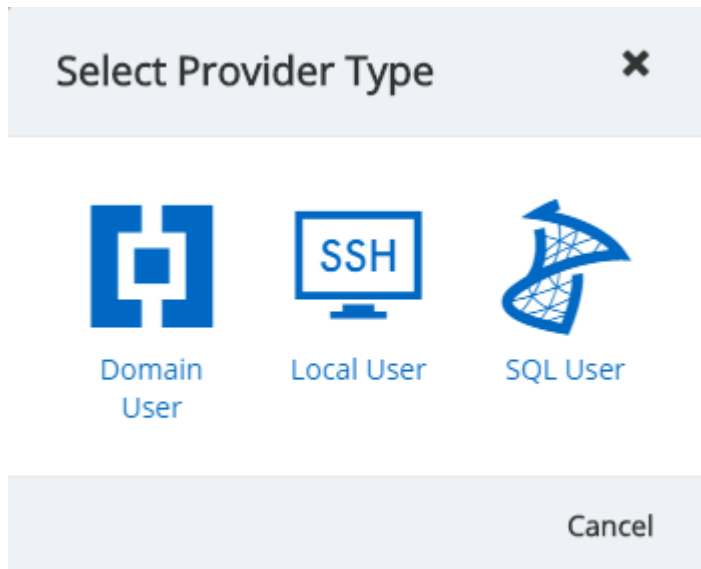 Select Provider Type
SSH
Domain
User
Local User
SQL User
Cancel